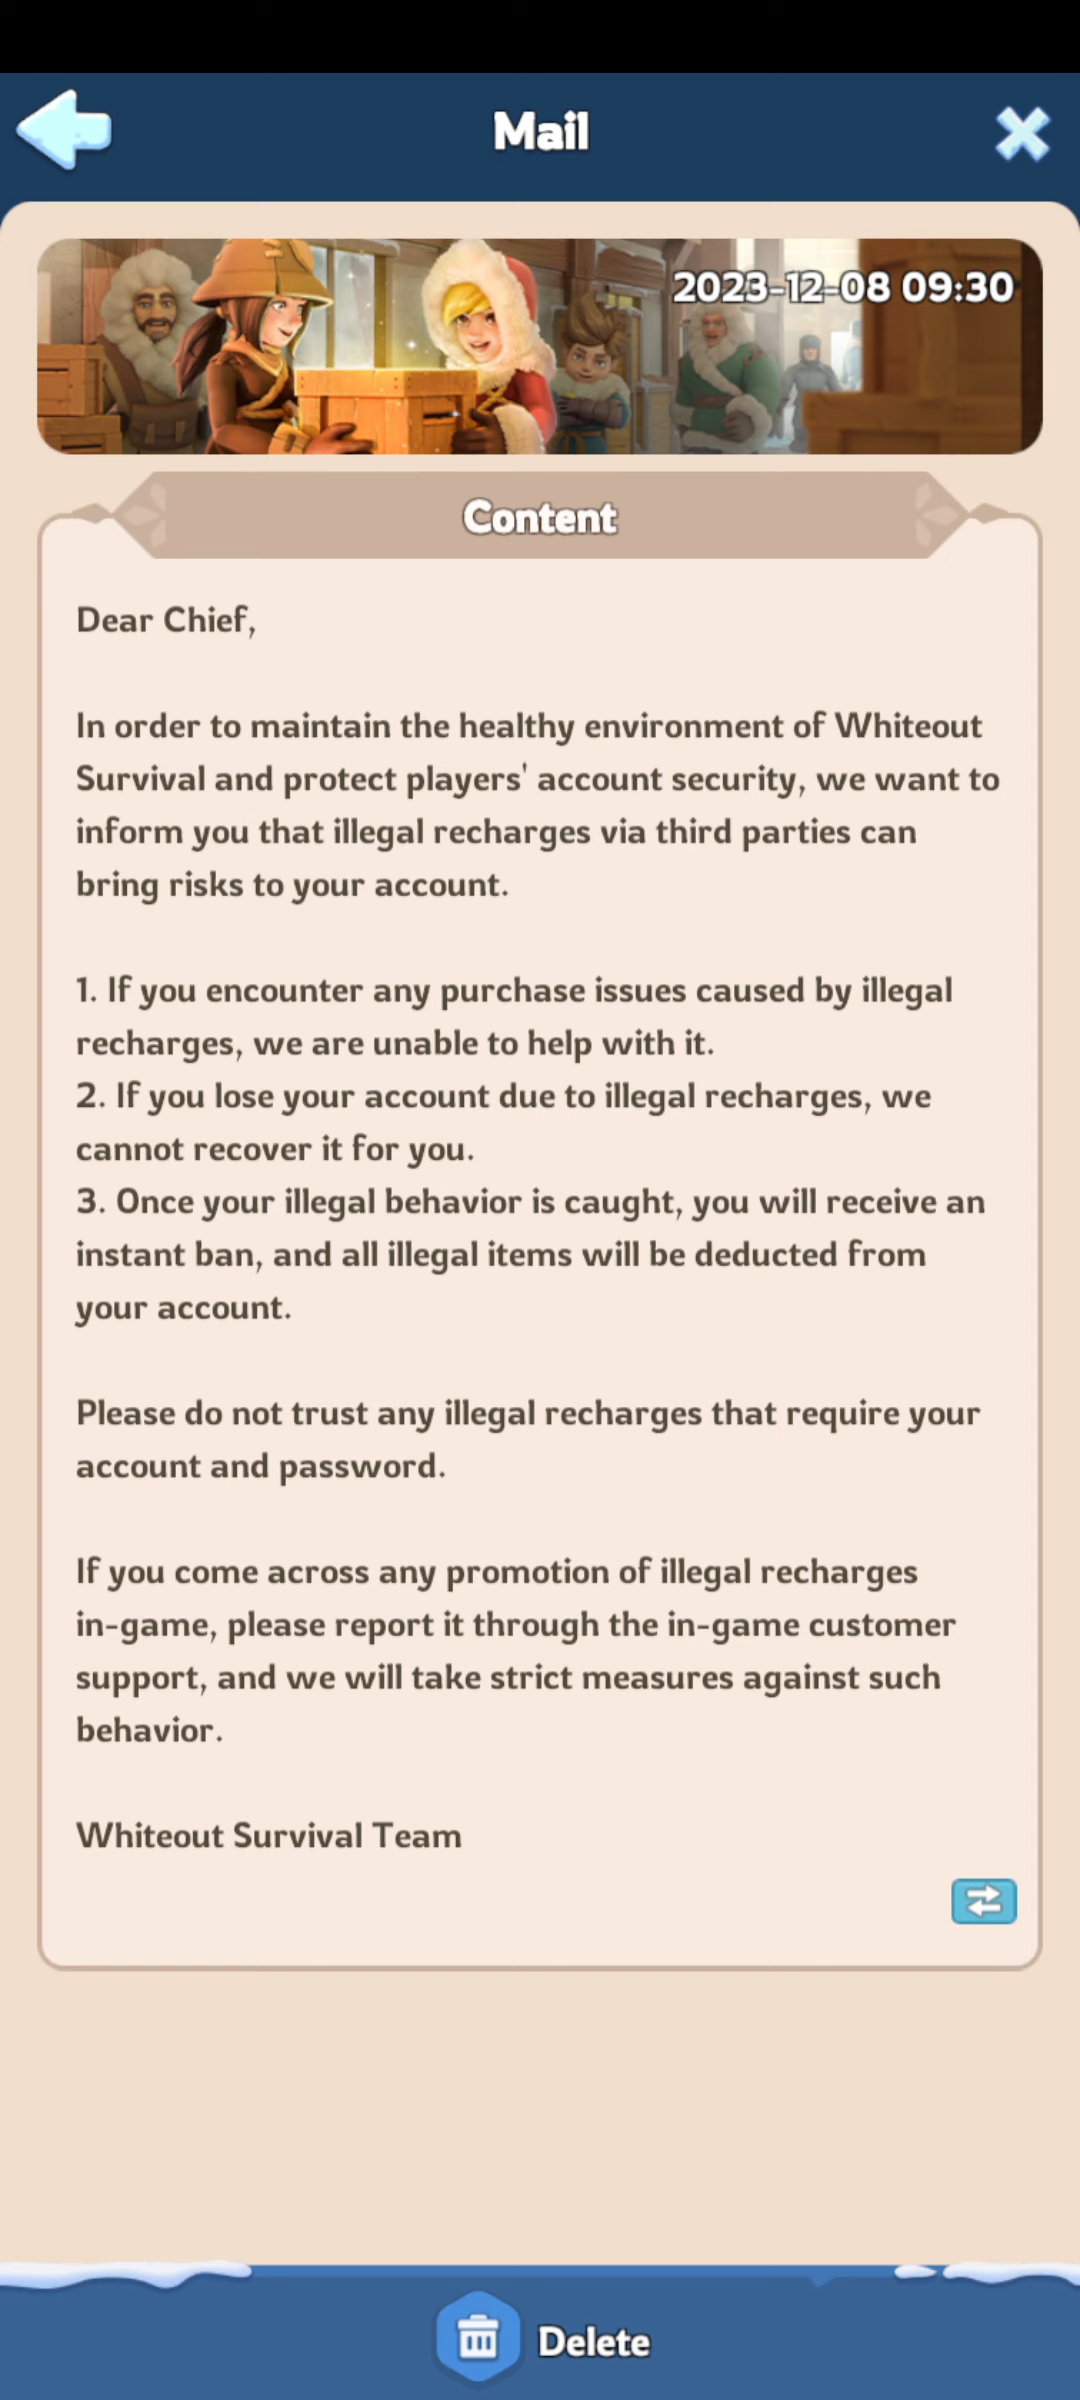 Mail
2023-12-08 09:30
Content
Dear Chief,
In order to maintain the healthy environment of Whiteout
Survival and protect players' account security, we want to
inform you that illegal recharges via third parties can
bring risks to your account.
1. If you encounter any purchase issues caused by illegal
recharges, we are unable to help with it.
2. If you lose your account due to illegal recharges, we
cannot recover it for you.
3. Once your illegal behavior is caught, you will receive an
instant ban, and all illegal items will be deducted from
your account.
Please do not trust any illegal recharges that require your
account and password.
If you come across any promotion of illegal recharges
in-game, please report it through the in-game customer
support, and we will take strict measures against such
behavior.
Whiteout Survival Team
Delete